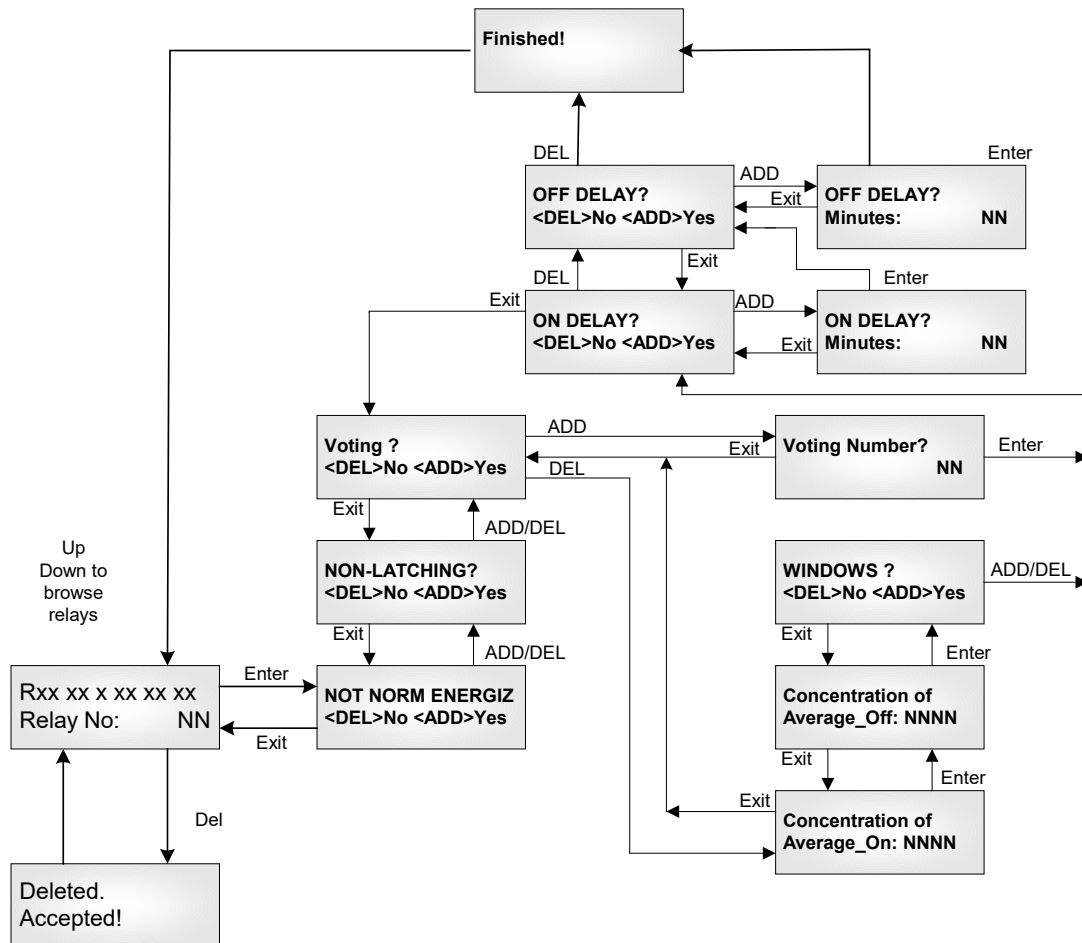 Finished!
DEL
Enter
OFF DELAY?
<DEL>No <ADD>Yes
ADD
Exit
OFF DELAY?
Minutes: NN
DEL
Exit
Enter
Exit
ON DELAY?
<DEL>No <ADD>Yes
ADD
Exit
ON DELAY?
Minutes: NN
Voting ?
<DEL>No <ADD>Yes
ADD
Exit
DEL
Voting Number?
NN
Enter
Exit
ADD/DEL
Up
Down to
browse
relays
NON-LATCHING?
<DEL>No <ADD>Yes
WINDOWS ?
<DEL>No <ADD>Yes
ADD/DEL
Exit
ADD/DEL
Exit
Enter
Rxx xx x xx xx xx
Relay No: NN
Enter
Exit
NOT NORM ENERGIZ
<DEL>No <ADD>Yes
Concentration of
Average_Off: NNNN
Exit
Enter
Del
Exit
Concentration of
Average_On: NNNN
Deleted.
Accepted!